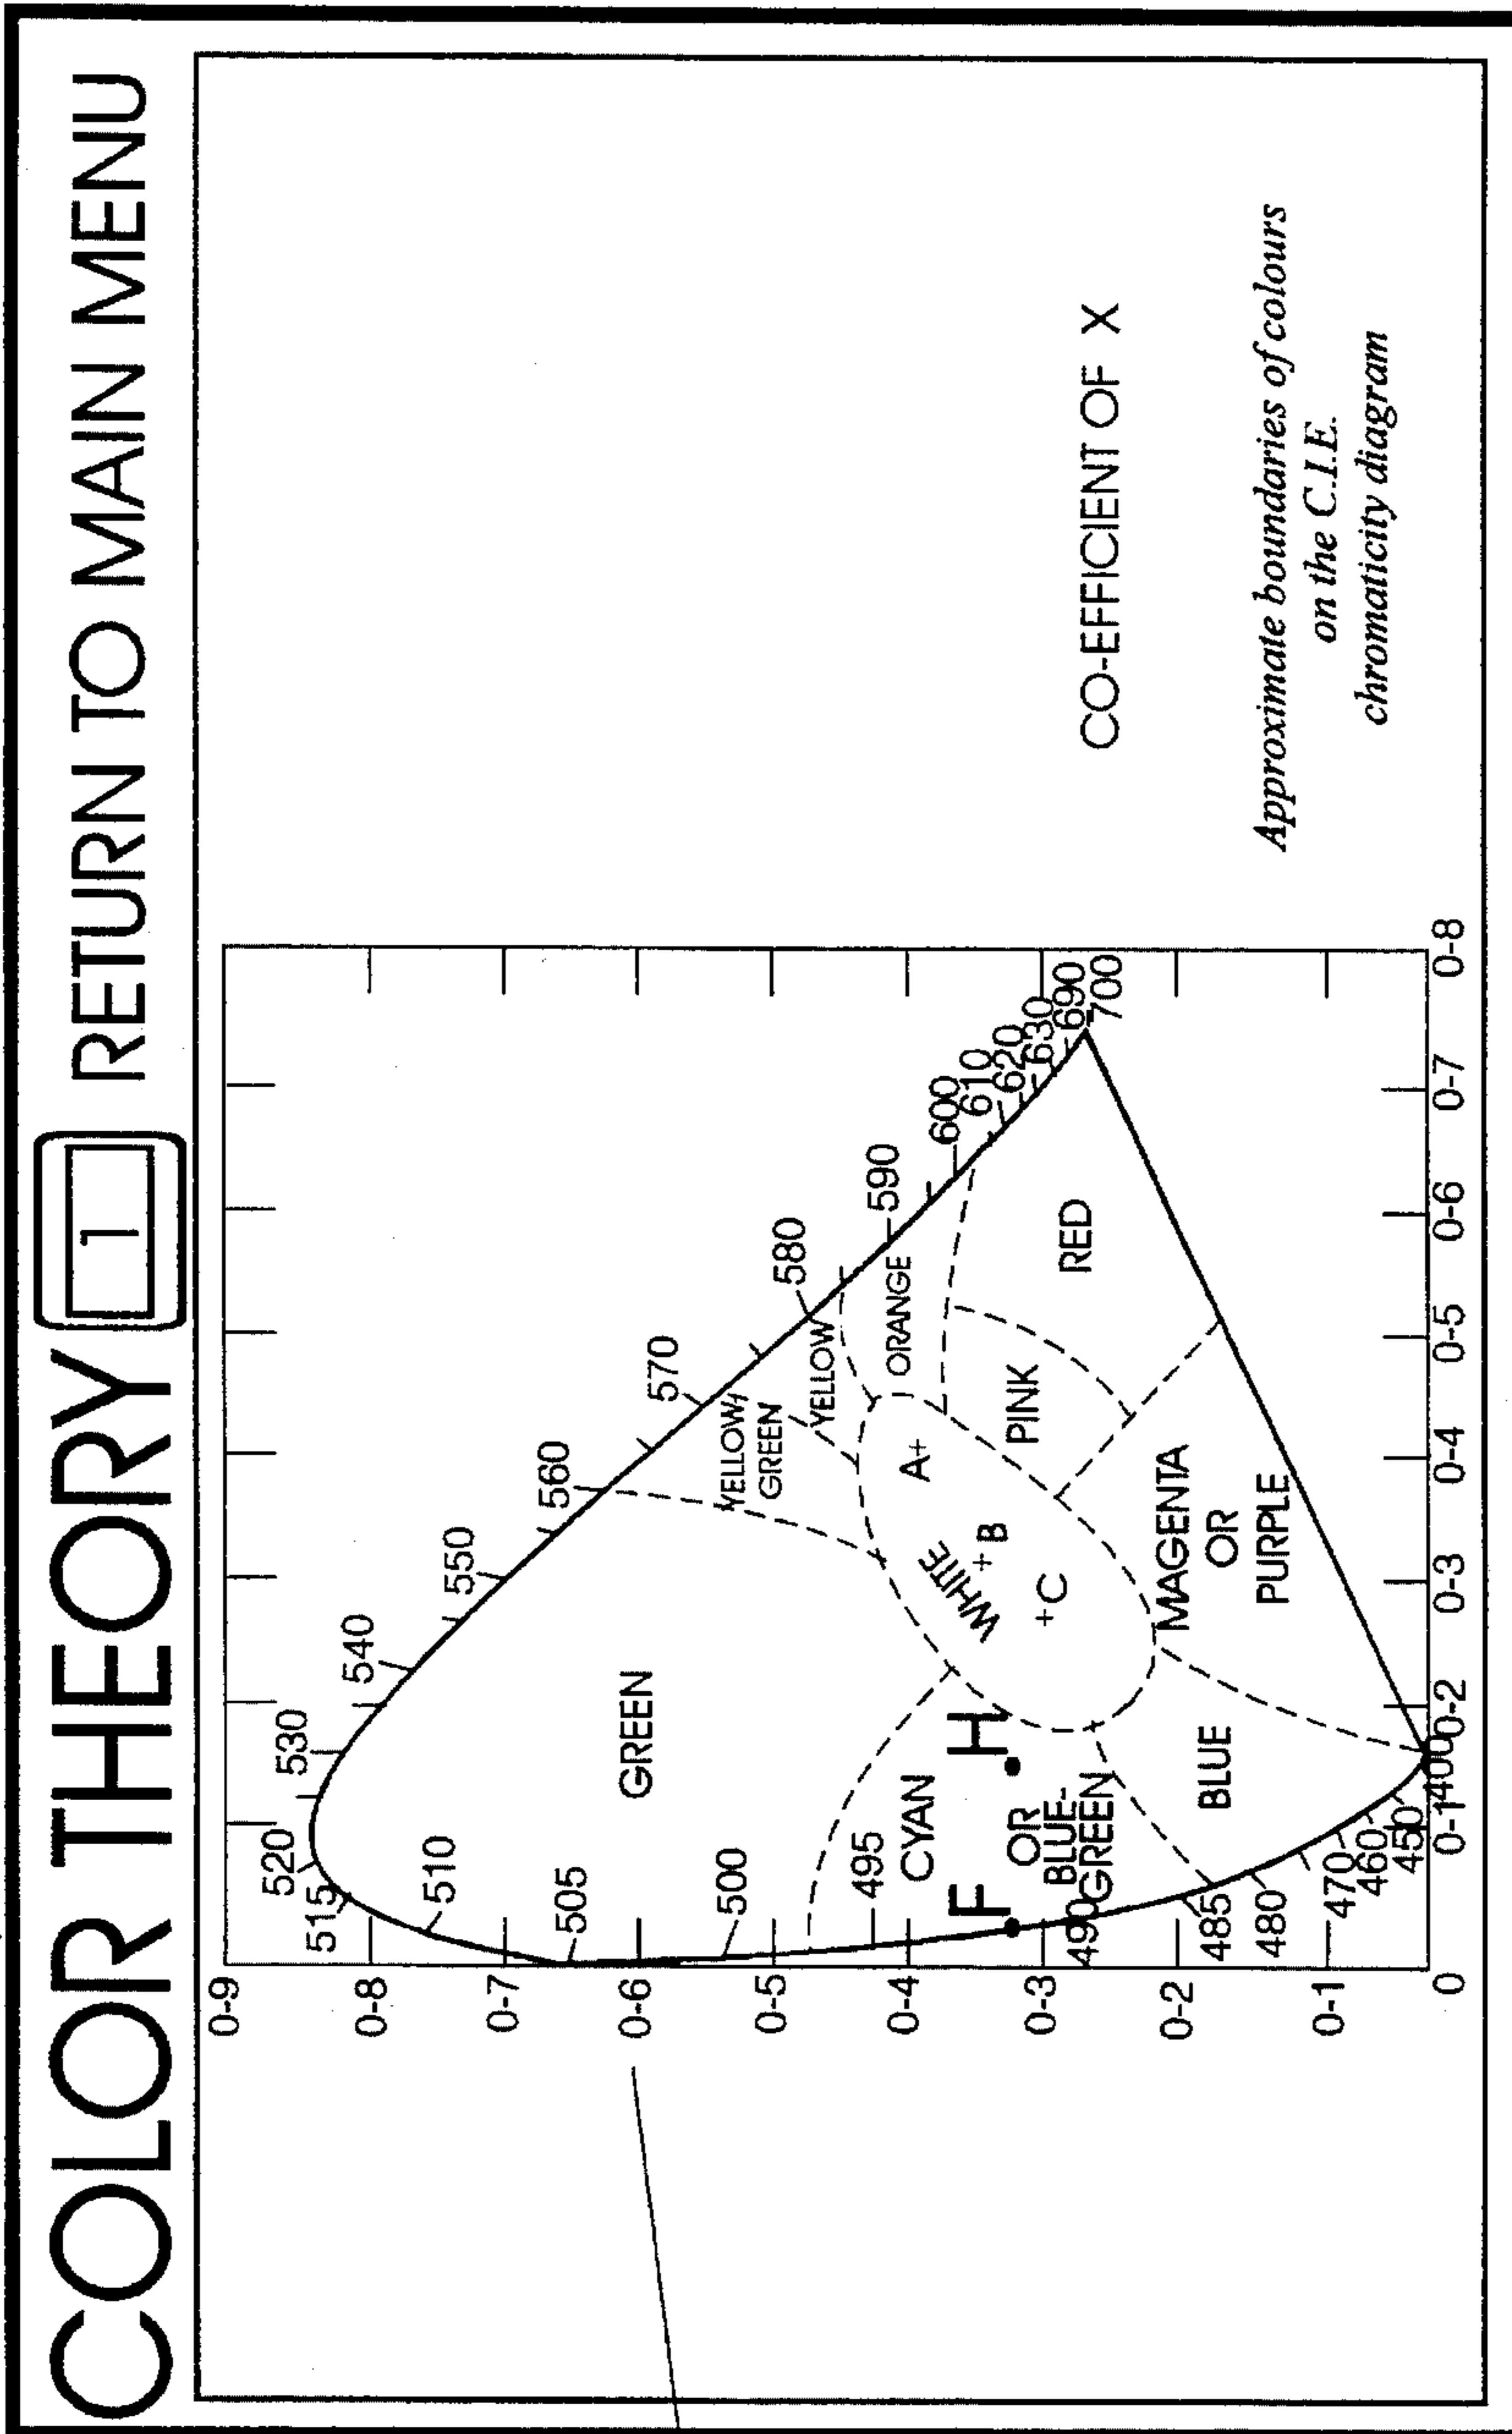 COLOR THEORY 1 RETURN TO MAIN MENU
0-9
0-8
0-7
0-6
0-5
0-4
0-3
0-2
0-1
0
0-1
0-2
0-3
0-4
0-5
0-6
0-7
0-8
400
450
460
470
480
485
490
495
500
505
510
515
520
530
540
550
560
570
580
590
600
610
620
630
690
700
GREEN
YELLOW/
GREEN
YELLOW
ORANGE
RED
PINK
MAGENTA
OR
PURPLE
BLUE
CYAN
OR
BLUE-
GREEN
WHITE
A+
+ B
+C
F
H
CO-EFFICIENT OF X
Approximate boundaries of colours
on the C.I.E.
chromaticity diagram